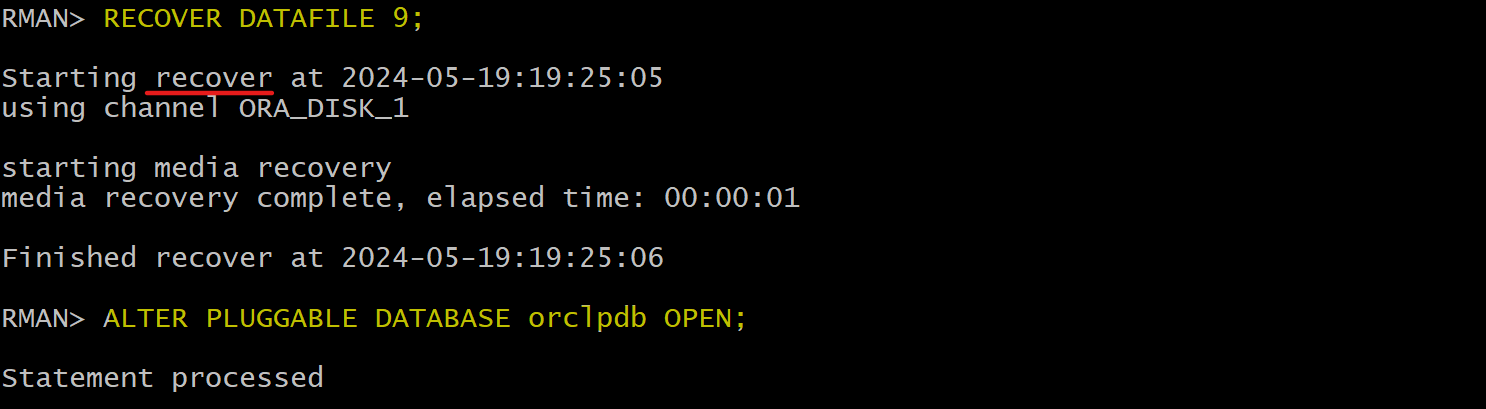 RMAN> RECOVER DATAFILE 9;
Starting recover at 2024-05-19:19:25:05
using channel ORA_DISK_1
starting media recovery
media recovery complete, elapsed time: 00:00:01
Finished recover at 2024-05-19:19:25:06
RMAN> ALTER PLUGGABLE DATABASE orclpdb OPEN;
Statement processed